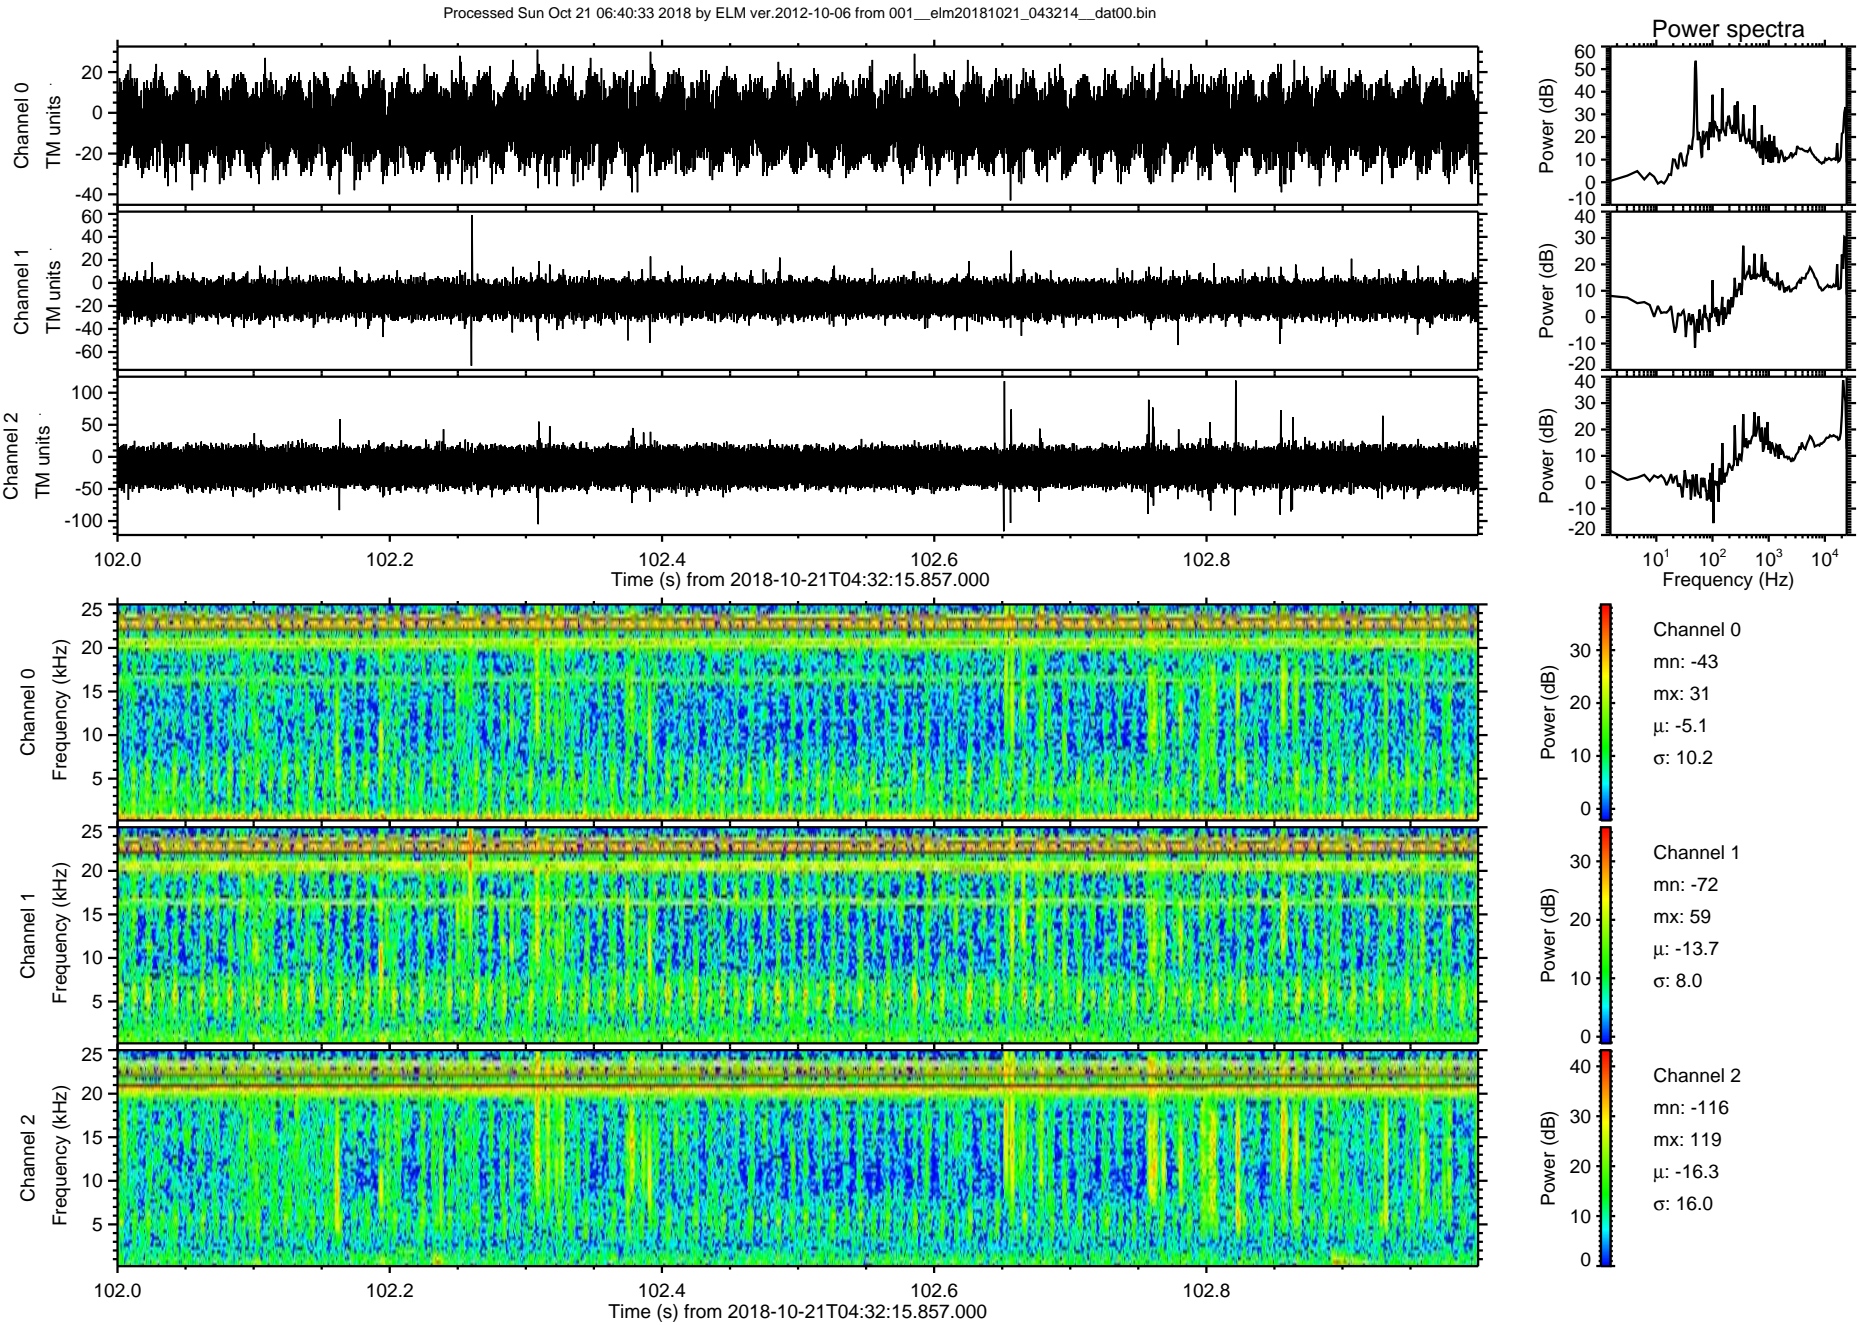 Processed Sun Oct 21 06:40:33 2018 by ELM ver.2012-10-06 from 001__elm20181021_043214__dat00.bin
Power spectra
Channel 0
TM units
20
0
-20
-40
Power (dB)
60
50
40
30
20
10
0
-10
Channel 1
TM units
60
40
20
0
-20
-40
-60
Power (dB)
40
30
20
10
0
-10
-20
Channel 2
TM units
100
50
0
-50
-100
Power (dB)
40
30
20
10
0
-10
-20
102.0 102.2 102.4 102.6 102.8
Time (s) from 2018-10-21T04:32:15.857.000
10¹ 10² 10³ 10⁴
Frequency (Hz)
Channel 0
Frequency (kHz)
25
20
15
10
5
Power (dB)
30
20
10
0
Channel 0
mn: -43
mx: 31
μ: -5.1
σ: 10.2
Channel 1
Frequency (kHz)
25
20
15
10
5
Power (dB)
30
20
10
0
Channel 1
mn: -72
mx: 59
μ: -13.7
σ: 8.0
Channel 2
Frequency (kHz)
25
20
15
10
5
Power (dB)
40
30
20
10
0
Channel 2
mn: -116
mx: 119
μ: -16.3
σ: 16.0
102.0 102.2 102.4 102.6 102.8
Time (s) from 2018-10-21T04:32:15.857.000